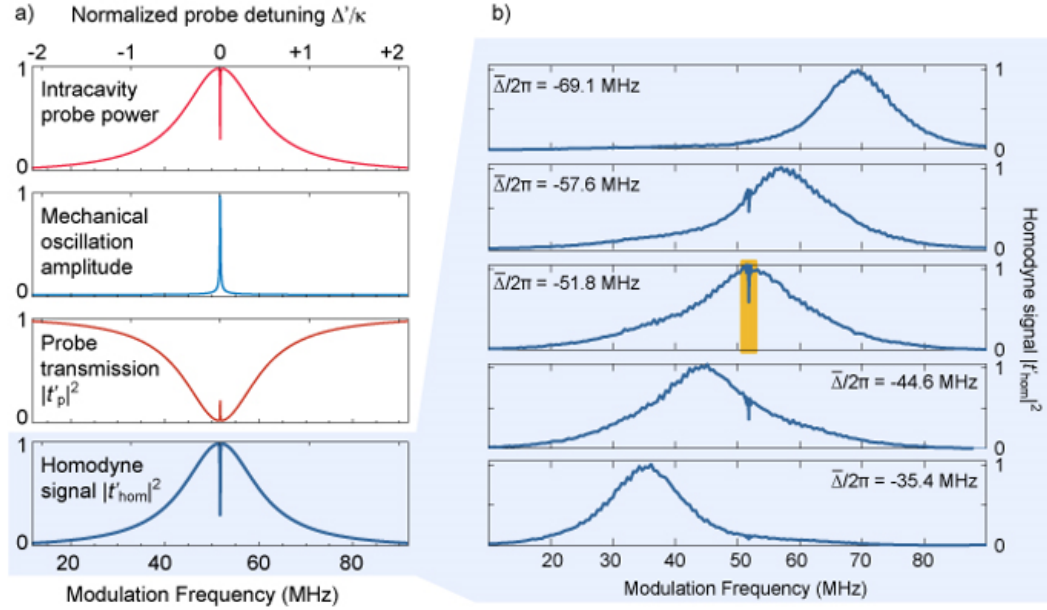 a)
Normalized probe detuning Δ'/κ
-2 -1 0 +1 +2
1
Intracavity
probe power
0
1
Mechanical
oscillation
amplitude
0
1
Probe
transmission
|t'p|²
0
1
Homodyne
signal |t'hom|²
0
20 40 60 80
Modulation Frequency (MHz)
b)
Δ̅/2π = -69.1 MHz
1
0
Δ̅/2π = -57.6 MHz
1
0
Δ̅/2π = -51.8 MHz
1
0
Δ̅/2π = -44.6 MHz
1
0
Δ̅/2π = -35.4 MHz
1
0
20 30 40 50 60 70 80
Modulation Frequency (MHz)
Homodyne signal |t'hom|²